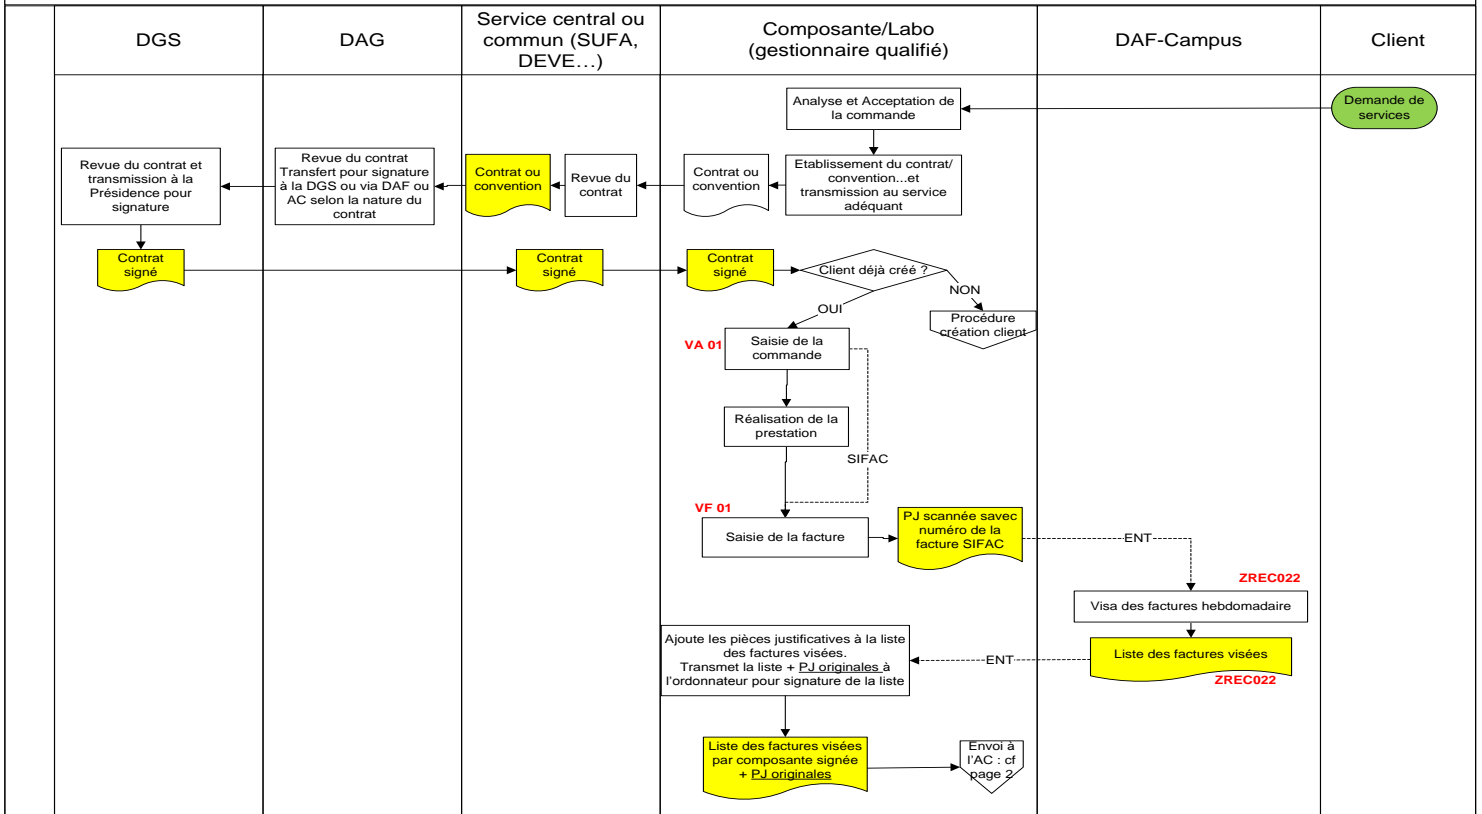 DGS
DAG
Service central ou
commun (SUFA,
DEVE…)
Composante/Labo
(gestionnaire qualifié)
DAF-Campus
Client
Demande de
services
Analyse et Acceptation de
la commande
Revue du contrat et
transmission à la
Présidence pour
signature
Revue du contrat
Transfert pour signature
à la DGS ou via DAF ou
AC selon la nature du
contrat
Contrat ou
convention
Revue du
contrat
Contrat ou
convention
Etablissement du contrat/
convention...et
transmission au service
adéquant
Contrat
signé
Contrat
signé
Contrat
signé
Client déjà créé ?
NON
OUI
Procédure
création client
VA 01
Saisie de la
commande
Réalisation de la
prestation
SIFAC
VF 01
Saisie de la facture
PJ scannée savec
numéro de la
facture SIFAC
ENT
ZREC022
Visa des factures hebdomadaire
Liste des factures visées
ZREC022
ENT
Ajoute les pièces justificatives à la liste
des factures visées.
Transmet la liste + PJ originales à
l'ordonnateur pour signature de la liste
Liste des factures visées
par composante signée
+ PJ originales
Envoi à
l'AC : cf
page 2